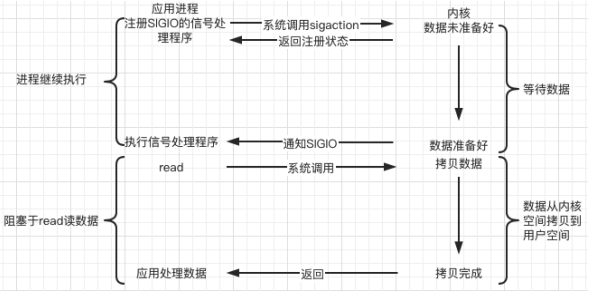 应用进程
注册SIGIO的信号处
理程序
系统调用sigaction
返回注册状态
内核
数据未准备好
进程继续执行
等待数据
执行信号处理程序
通知SIGIO
数据准备好
read
系统调用
拷贝数据
阻塞于read读数据
数据从内核
空间拷贝到
用户空间
应用处理数据
返回
拷贝完成